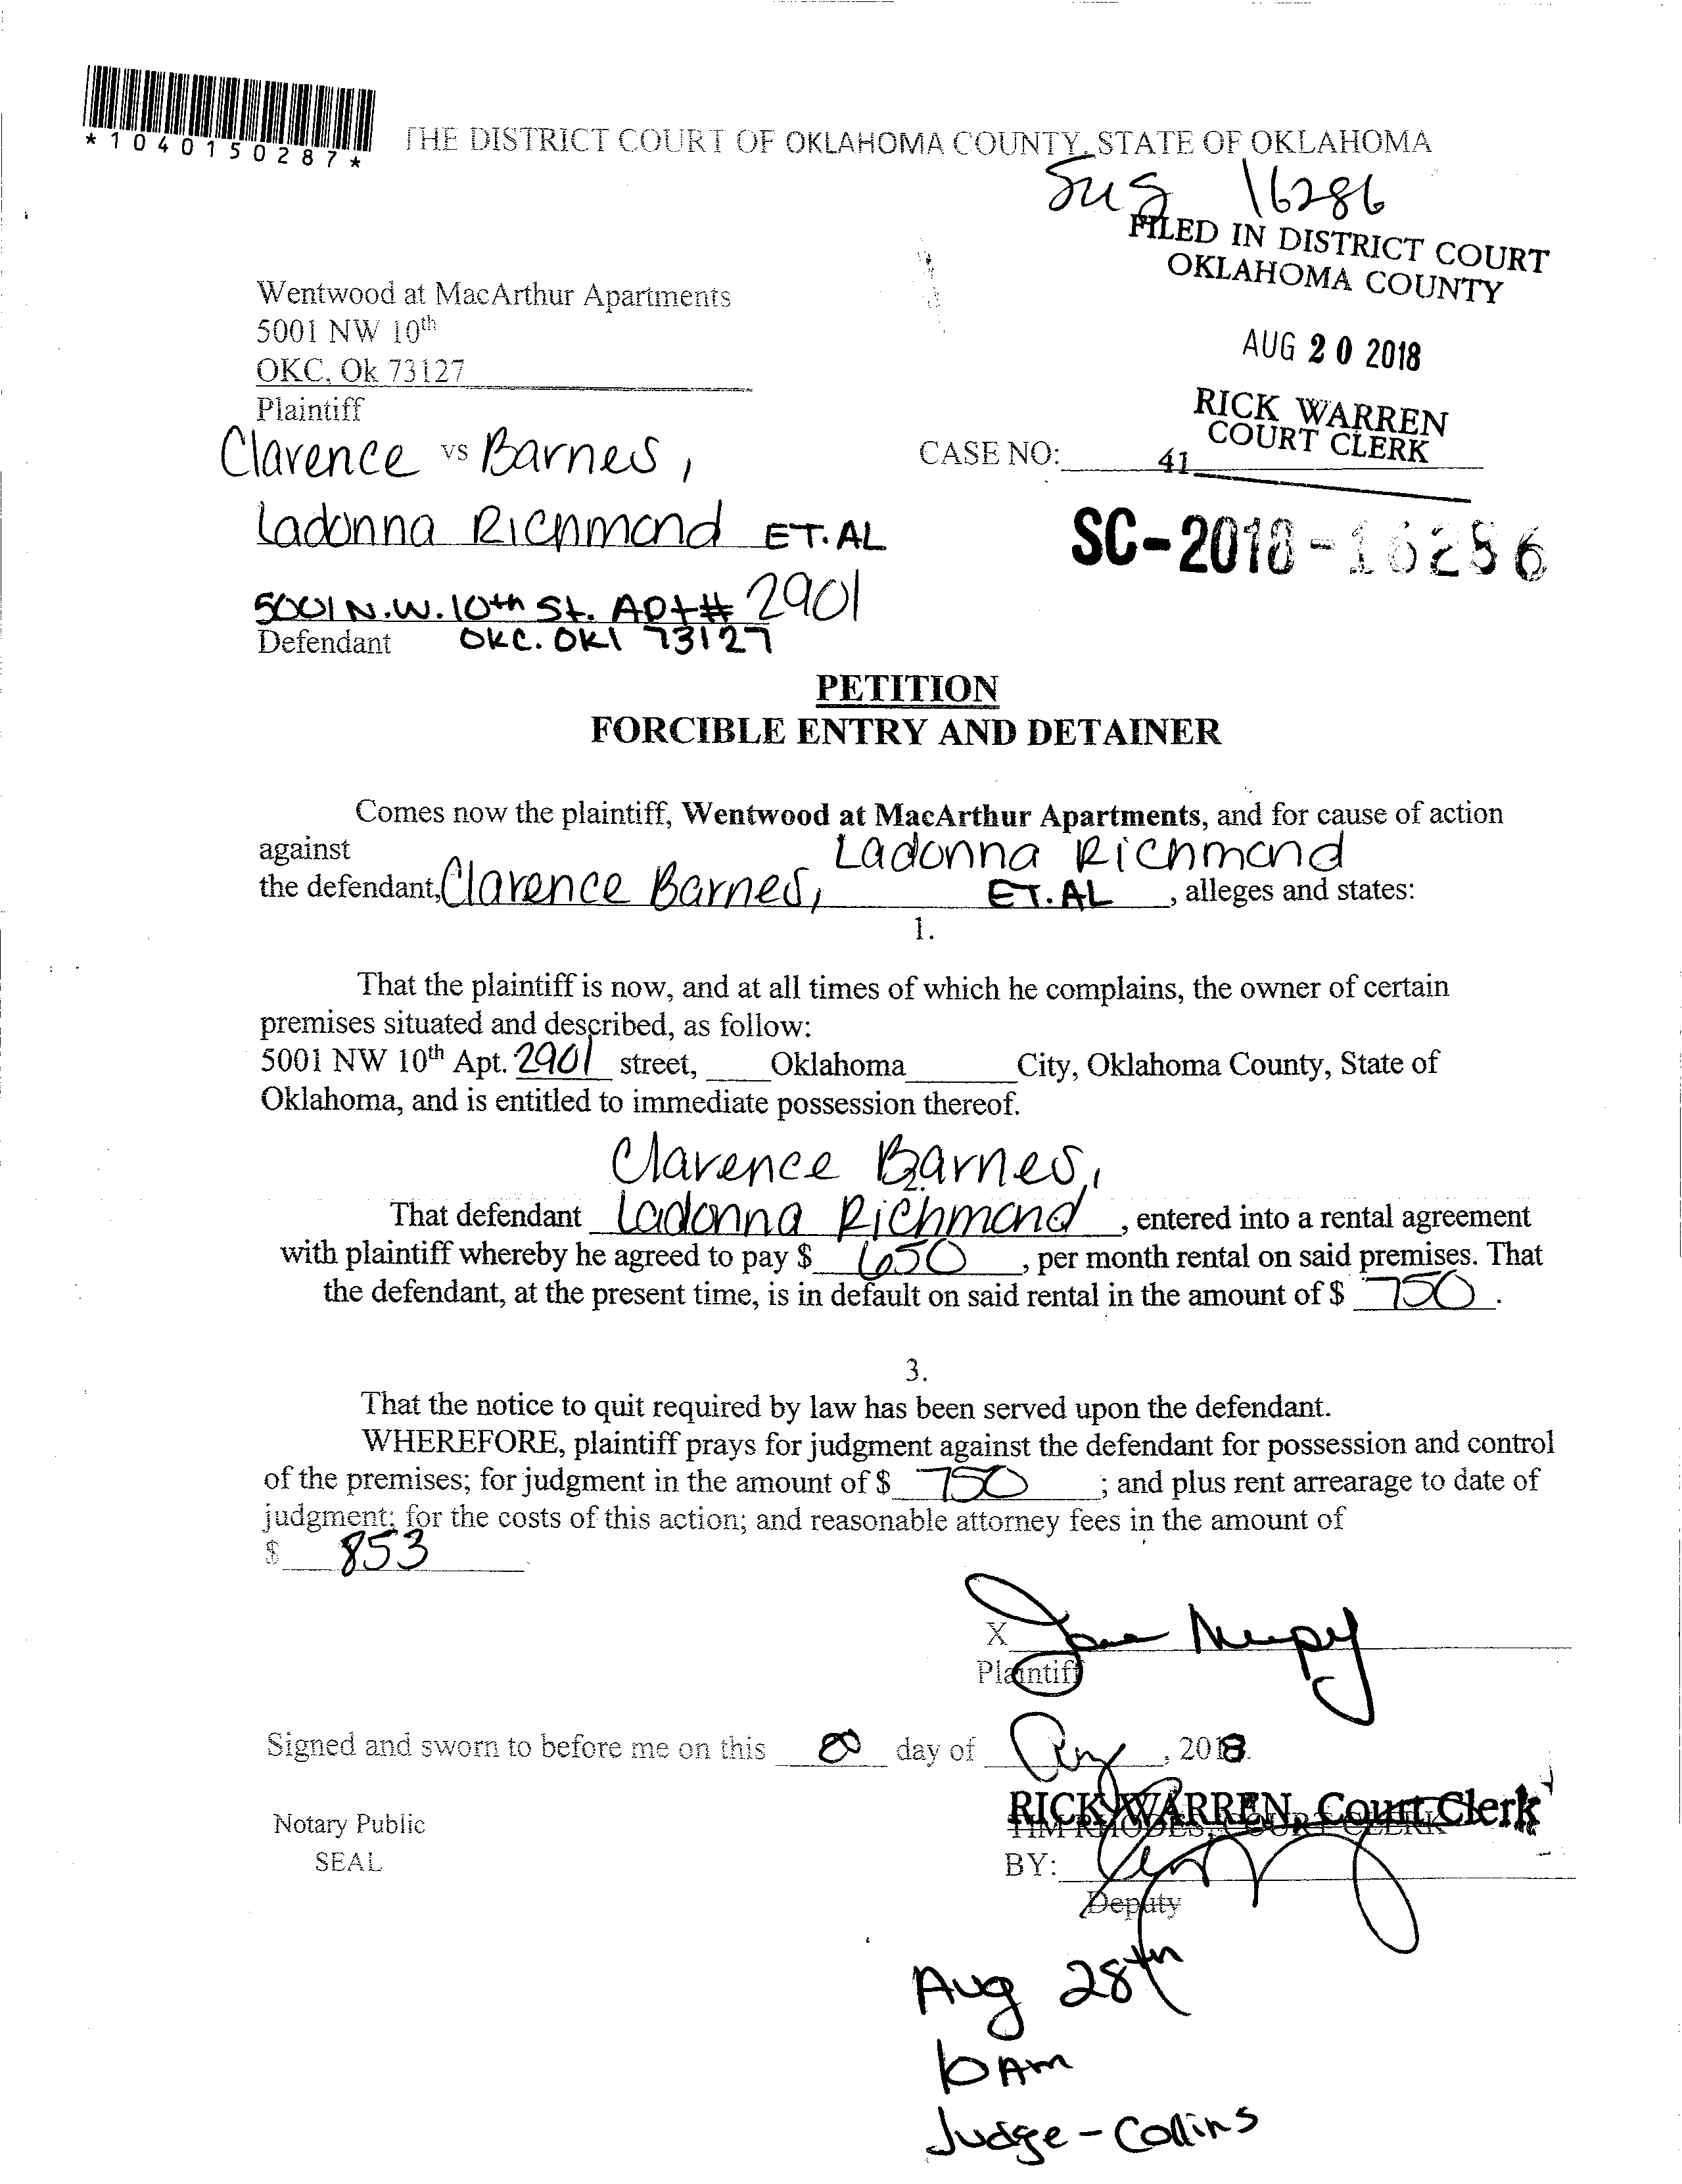 *1040150287*
THE DISTRICT COURT OF OKLAHOMA COUNTY, STATE OF OKLAHOMA
16286
FILED IN DISTRICT COURT
OKLAHOMA COUNTY
Wentwood at MacArthur Apartments
5001 NW 10th
AUG 20 2018
OKC, Ok 73127
Plaintiff
RICK WARREN
COURT CLERK
Clarence vs Barnes,
CASE NO:
41
Ladonna Richmond ET.AL
SC-2018-16286
5001 N.W. 10th St. Apt# 2901
Defendant OKC. OKl 73127
PETITION
FORCIBLE ENTRY AND DETAINER
Comes now the plaintiff, Wentwood at MacArthur Apartments, and for cause of action
against Ladonna Richmond
the defendant, Clarence Barnes, ET.AL, alleges and states:
1.
That the plaintiff is now, and at all times of which he complains, the owner of certain
premises situated and described, as follow:
5001 NW 10th Apt. 2901 street, Oklahoma City, Oklahoma County, State of
Oklahoma, and is entitled to immediate possession thereof.
Clarence Barnes,
2.
That defendant Ladonna Richmond, entered into a rental agreement
with plaintiff whereby he agreed to pay $ 650, per month rental on said premises. That
the defendant, at the present time, is in default on said rental in the amount of $ 750.
3.
That the notice to quit required by law has been served upon the defendant.
WHEREFORE, plaintiff prays for judgment against the defendant for possession and control
of the premises; for judgment in the amount of $ 750; and plus rent arrearage to date of
judgment; for the costs of this action; and reasonable attorney fees in the amount of
$ 853
X
Plaintiff
Signed and sworn to before me on this day of Aug, 2018.
RICK WARREN, Court Clerk
TIM RHODES, COURT CLERK
Notary Public
SEAL
BY:
Deputy
Aug 28th
10 AM
Judge - Collins